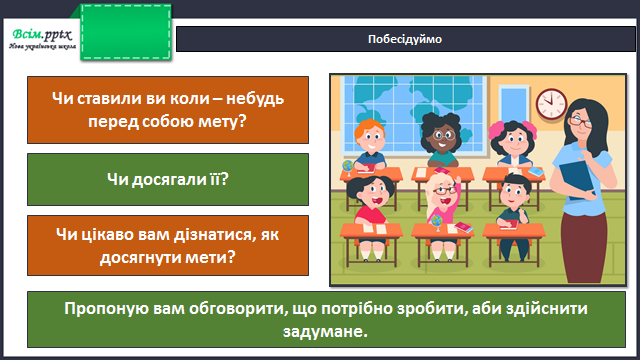 Всім.pptx
Нова українська школа
Побесідуймо
Чи ставили ви коли – небудь
перед собою мету?
Чи досягали її?
Чи цікаво вам дізнатися, як
досягнути мети?
Пропоную вам обговорити, що потрібно зробити, аби здійснити
задумане.